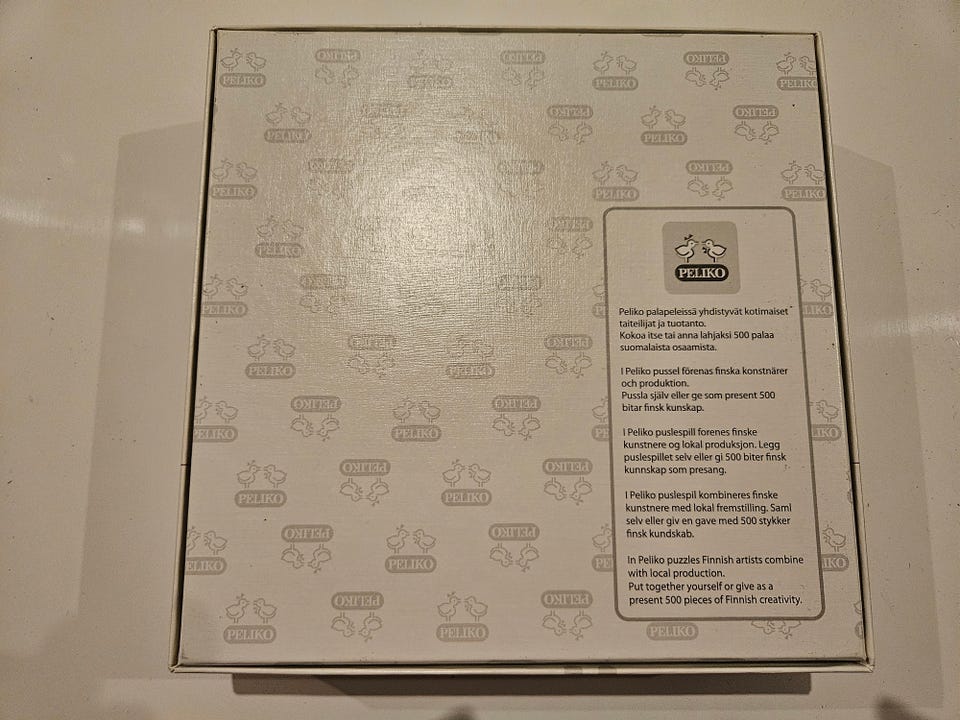 PELIKO
Peliko palapeleissä yhdistyvät kotimaiset
taiteilijat ja tuotanto.
Kokoa itse tai anna lahjaksi 500 palaa
suomalaista osaamista.
I Peliko pussel förenas finska konstnärer
och produktion.
Pussla själv eller ge som present 500
bitar finsk kunskap.
I Peliko puslespill forenes finske
kunstnere og lokal produksjon. Legg
puslespillet selv eller gi 500 biter finsk
kunnskap som presang.
I Peliko puslespil kombineres finske
kunstnere med lokal fremstilling. Saml
selv eller giv en gave med 500 stykker
finsk kundskab.
In Peliko puzzles Finnish artists combine
with local production.
Put together yourself or give as a
present 500 pieces of Finnish creativity.